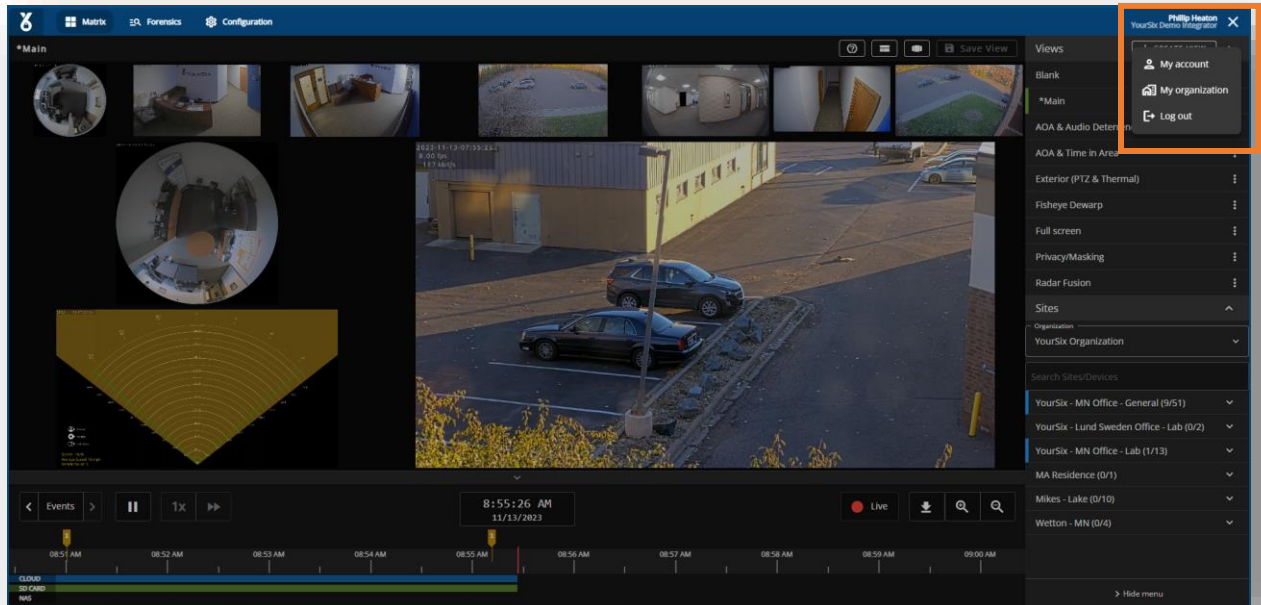 Matrix
Forensics
Configuration
Phillip Heaton
YourSix Demo Integrator
*Main
Save View
Views
My account
My organization
Log out
Blank
*Main
AOA & Audio Deterren
AOA & Time in Area
Exterior (PTZ & Thermal)
Fisheye Dewarp
Full screen
Privacy/Masking
Radar Fusion
Sites
Organization
YourSix Organization
Search Sites/Devices
YourSix - MN Office - General (9/51)
YourSix - Lund Sweden Office - Lab (0/2)
YourSix - MN Office - Lab (1/13)
MA Residence (0/1)
Mikes - Lake (0/10)
Wetton - MN (0/4)
Hide menu
Events
1x
8:55:26 AM
11/13/2023
Live
08:51 AM
08:52 AM
08:53 AM
08:54 AM
08:55 AM
08:56 AM
08:57 AM
08:58 AM
08:59 AM
09:00 AM
CLOUD
SD CARD
NAS